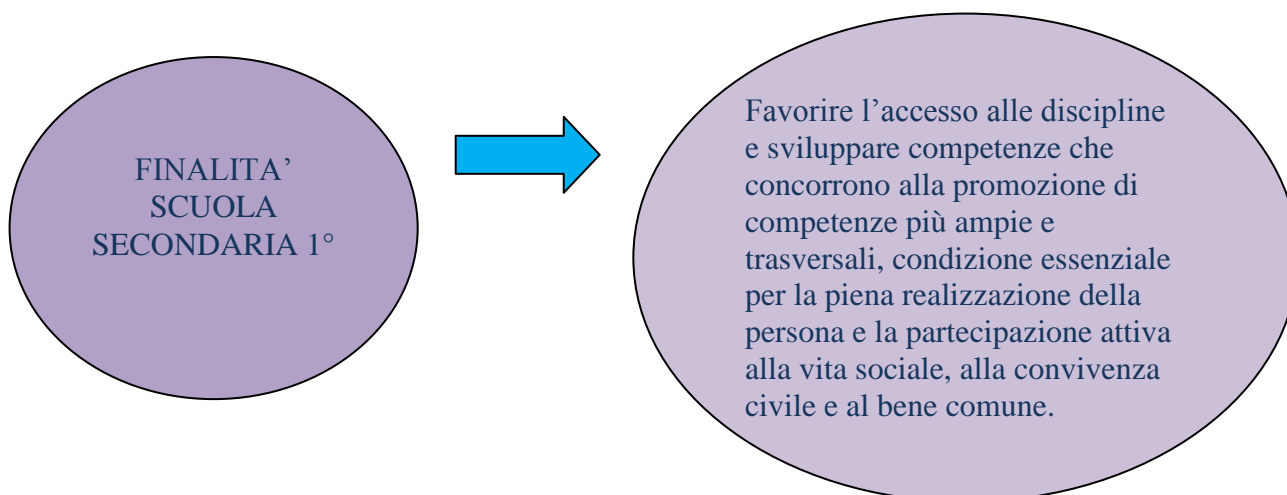 FINALITA’
SCUOLA
SECONDARIA 1°
Favorire l’accesso alle discipline
e sviluppare competenze che
concorrono alla promozione di
competenze più ampie e
trasversali, condizione essenziale
per la piena realizzazione della
persona e la partecipazione attiva
alla vita sociale, alla convivenza
civile e al bene comune.